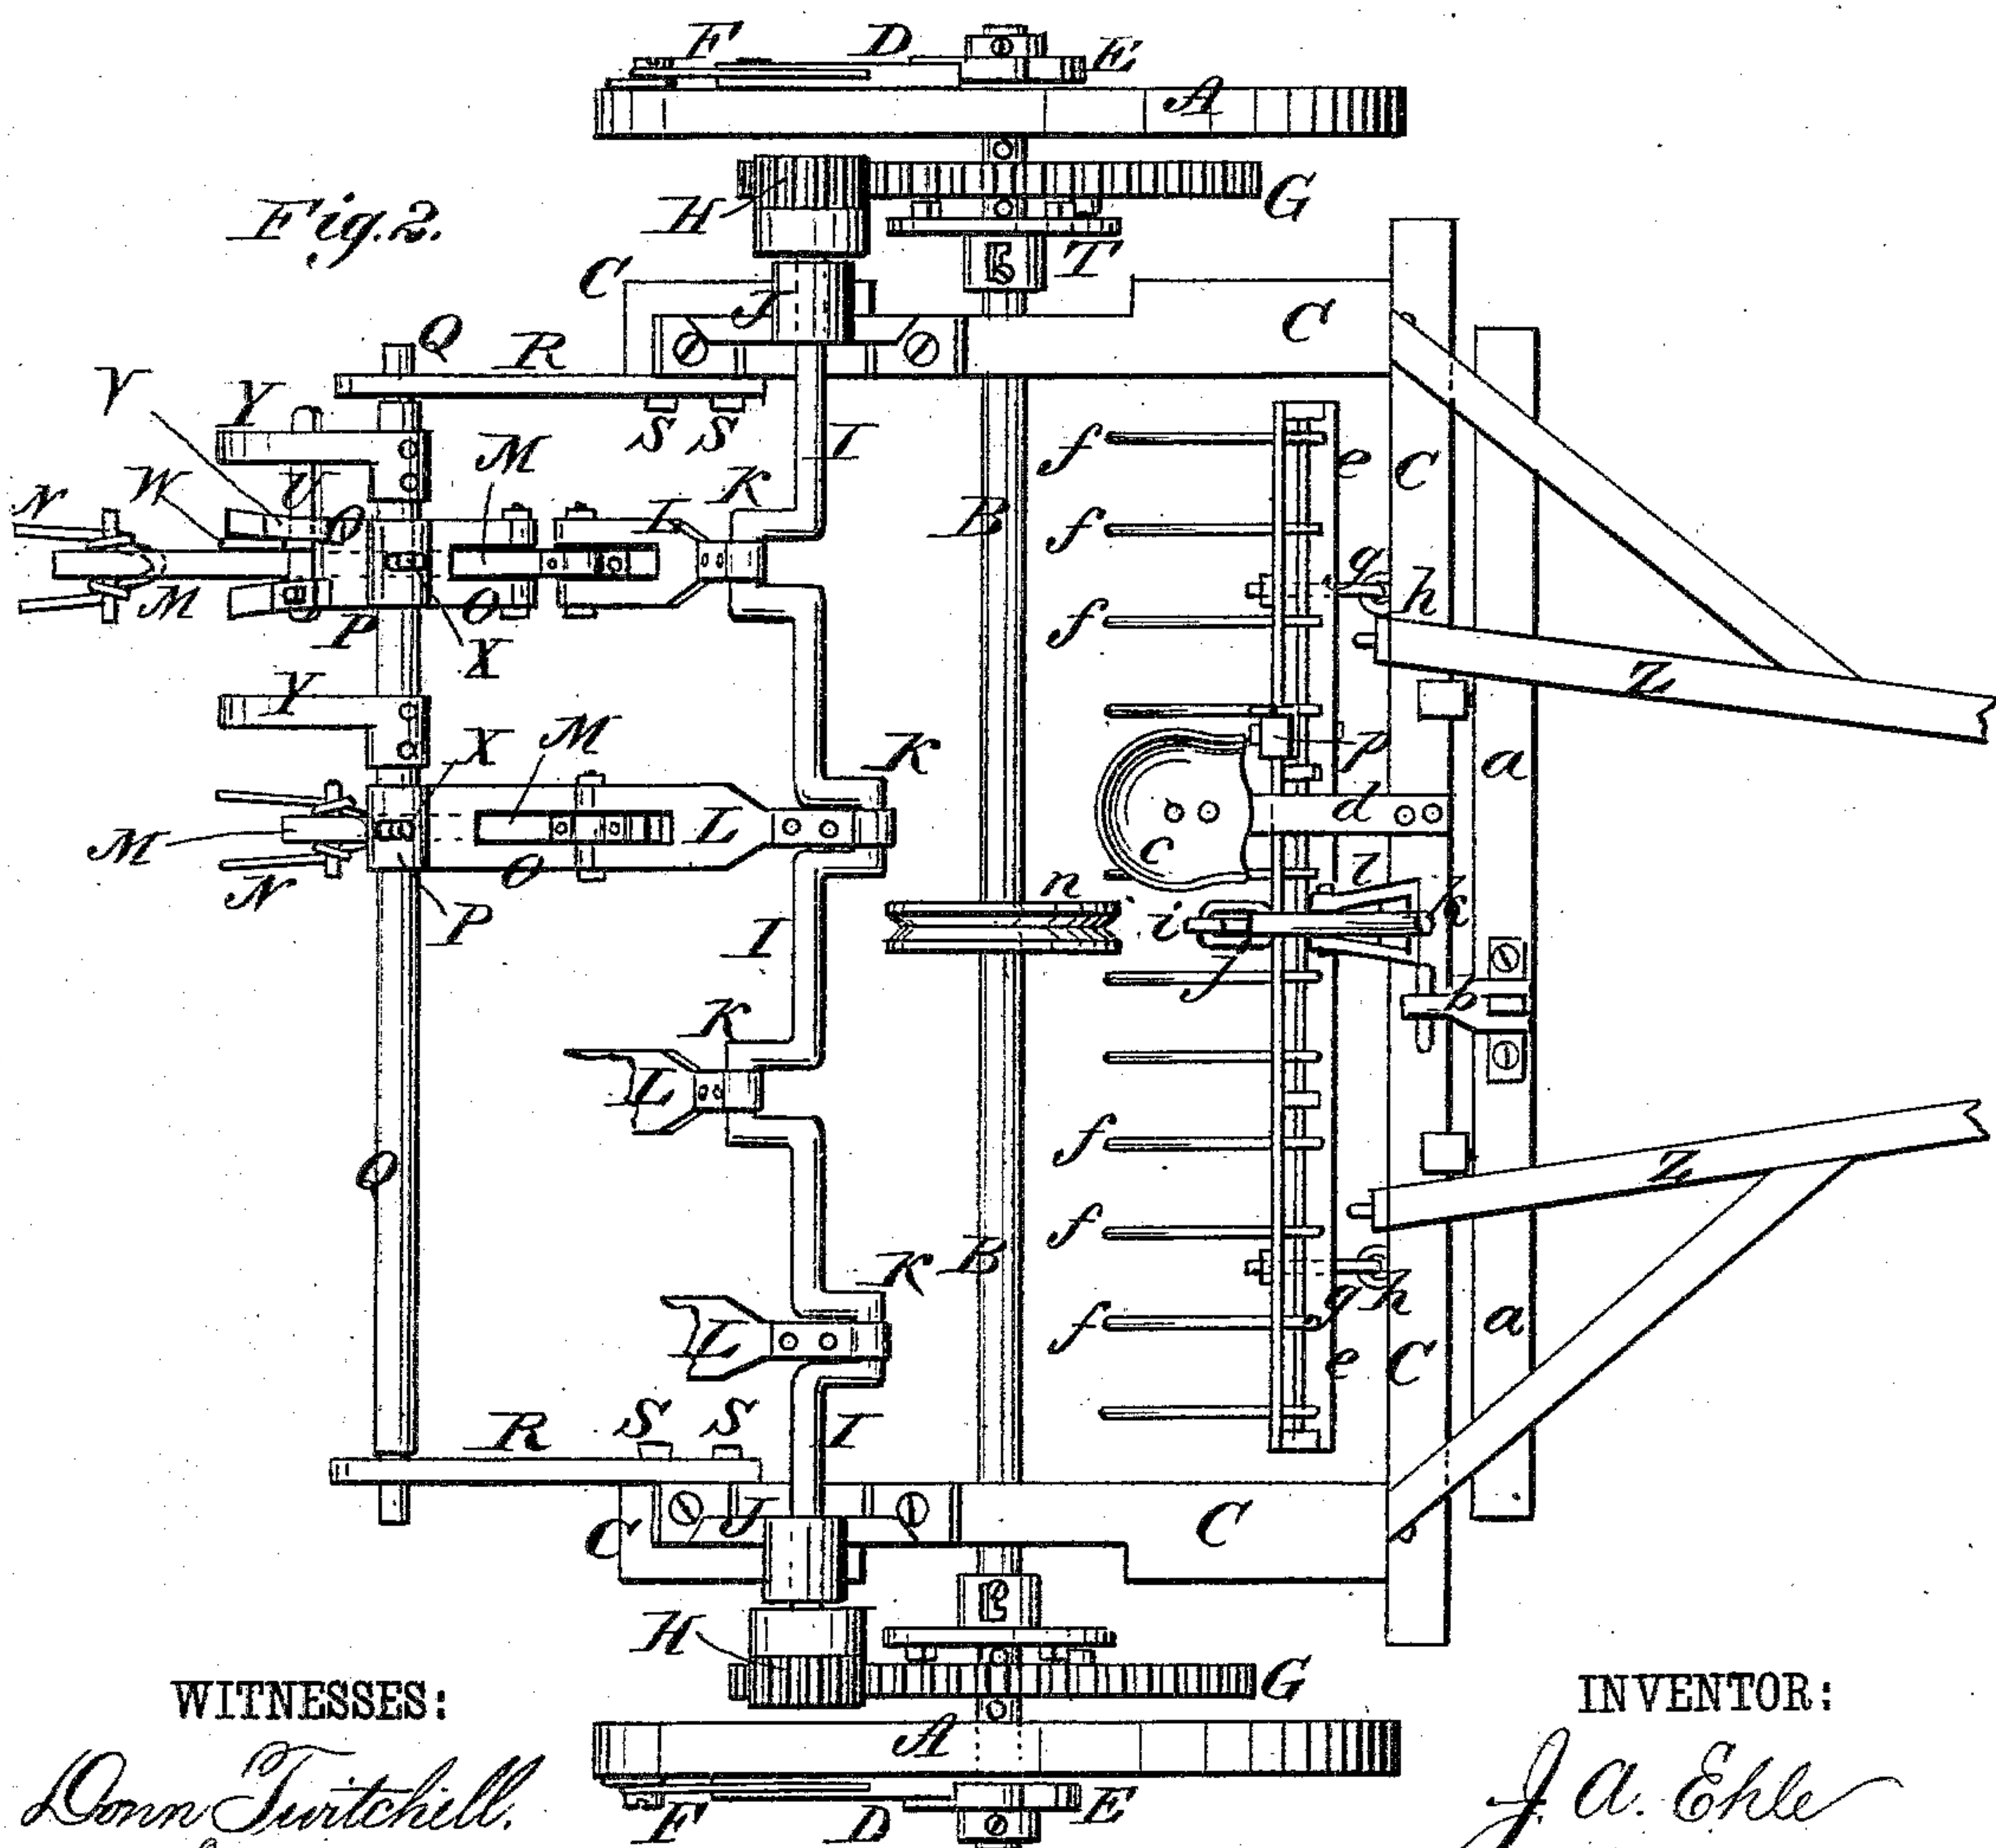 Fig. 2.
F D E
A
H G
T
C J C
Q R
V Y S S I
N W U O M L K B f e C
f
g h
M P O X f
Z
Y
X M K p a
M O L d
c
N l
P I n i k
j
b
K
L
f
Q Z
f
K B h
g
L f a
e C
R S S I
C J C
H
G
WITNESSES: INVENTOR:
A
Donn Twitchell. J. A. Ehle
F D E